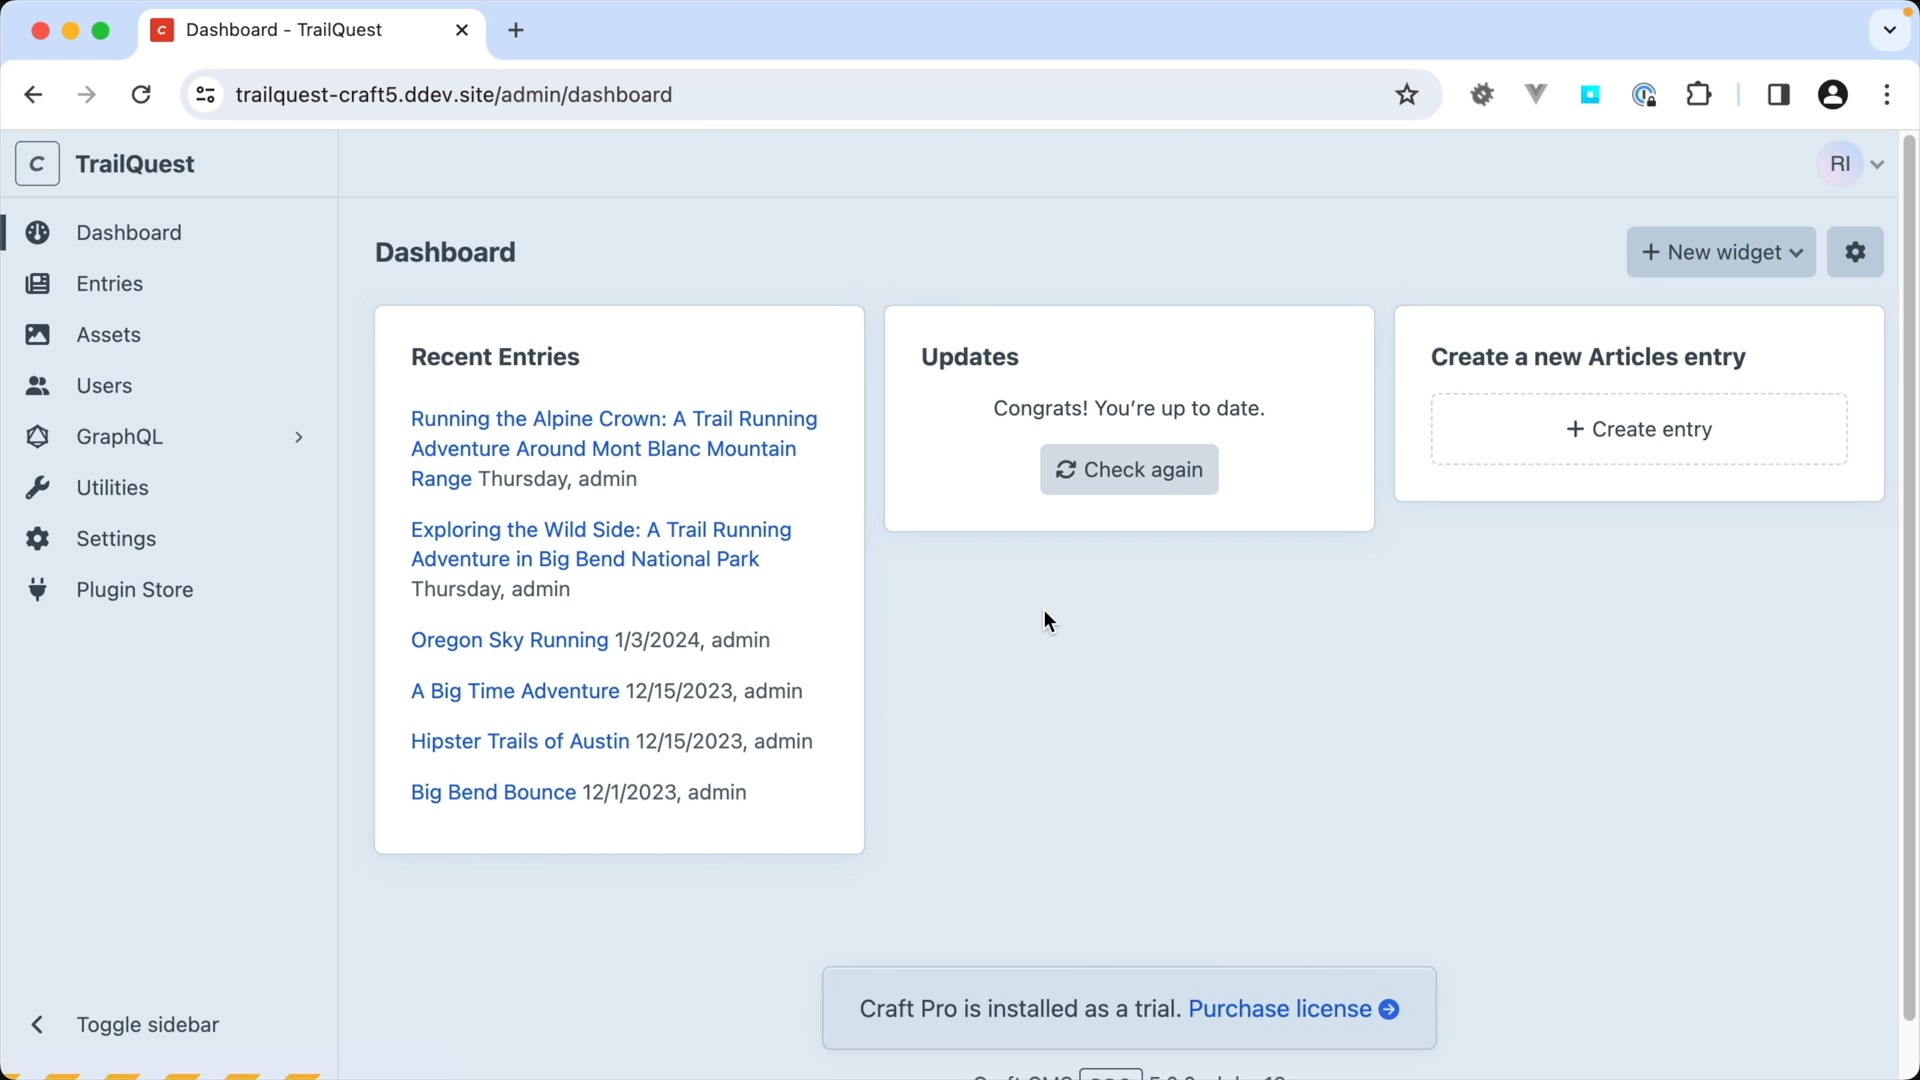 Dashboard - TrailQuest
trailquest-craft5.ddev.site/admin/dashboard
C TrailQuest
RI
Dashboard
Entries
Assets
Users
GraphQL
Utilities
Settings
Plugin Store
Toggle sidebar
Dashboard
+ New widget
Recent Entries
Running the Alpine Crown: A Trail Running
Adventure Around Mont Blanc Mountain
Range Thursday, admin
Exploring the Wild Side: A Trail Running
Adventure in Big Bend National Park
Thursday, admin
Oregon Sky Running 1/3/2024, admin
A Big Time Adventure 12/15/2023, admin
Hipster Trails of Austin 12/15/2023, admin
Big Bend Bounce 12/1/2023, admin
Updates
Congrats! You’re up to date.
Check again
Create a new Articles entry
+ Create entry
Craft Pro is installed as a trial. Purchase license
Craft CMS